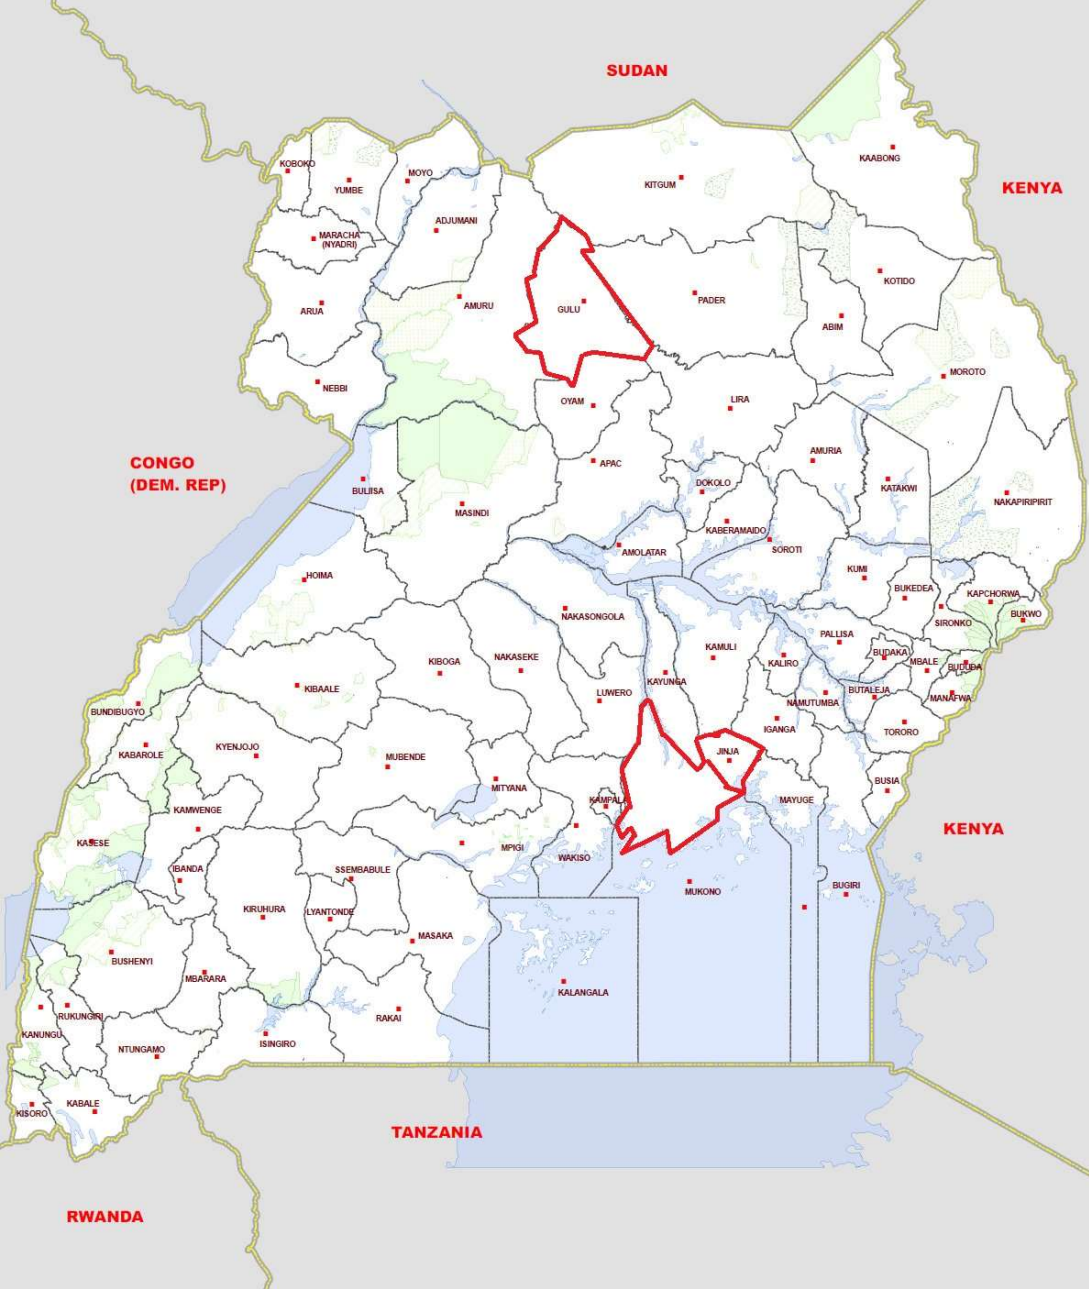 SUDAN
KENYA
KOBOKO
YUMBE
MOYO
KITGUM
KAABONG
ADJUMANI
MARACHA
(NYADRI)
ARUA
AMURU
GULU
PADER
KOTIDO
ABIM
NEBBI
MOROTO
OYAM
LIRA
CONGO
(DEM. REP)
BULIISA
MASINDI
APAC
AMURIA
DOKOLO
KATAKWI
NAKAPIRIPIRIT
KABERAMAIDO
AMOLATAR
SOROTI
HOIMA
KUMI
BUKEDEA
KAPCHORWA
SIRONKO
BUKWO
NAKASONGOLA
PALLISA
KAMULI
KALIRO
BUDAKA
MBALE
BUDUDA
KIBOGA
NAKASEKE
KIBAALE
LUWERO
KAYUNGA
NAMUTUMBA
BUTALEJA
MANAFWA
BUNDIBUGYO
IGANGA
TORORO
KABAROLE
KYENJOJO
MUBENDE
JINJA
MITYANA
BUSIA
KAMPALA
MAYUGE
KAMWENGE
KENYA
KASESE
MPIGI
WAKISO
IBANDA
SSEMBABULE
MUKONO
BUGIRI
KIRUHURA
LYANTONDE
MASAKA
BUSHENYI
MBARARA
KALANGALA
RUKUNGIRI
RAKAI
KANUNGU
NTUNGAMO
ISINGIRO
KISORO
KABALE
TANZANIA
RWANDA